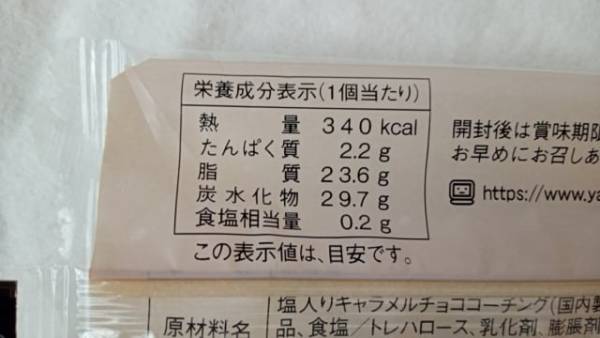 栄養成分表示(1個当たり)
熱量 340 kcal
たんぱく質 2.2 g
脂質 23.6 g
炭水化物 29.7 g
食塩相当量 0.2 g
この表示値は、目安です。
開封後は賞味期限
お早めにお召しあ
https://www.ya
原材料名
塩入りキャラメルチョココーチング(国内製
品、食塩/トレハロース、乳化剤、膨脹剤